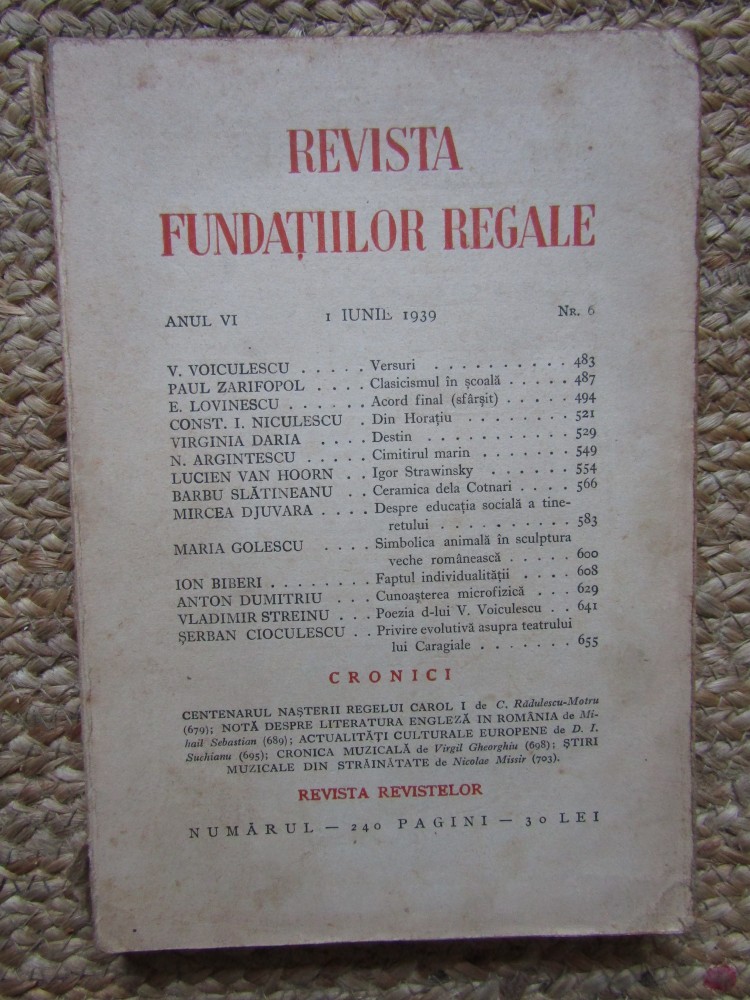 REVISTA
FUNDAȚIILOR REGALE
ANUL VI 1 IUNIE 1939 NR. 6
V. VOICULESCU . . . . . Versuri . . . . . . . . . . 483
PAUL ZARIFOPOL . . . . Clasicismul în școală . . . . . 487
E. LOVINESCU . . . . . . Acord final (sfârșit) . . . . . 494
CONST. I. NICULESCU . Din Horațiu . . . . . . . . 521
VIRGINIA DARIA . . . . Destin . . . . . . . . . . 529
N. ARGINTESCU . . . . . Cimitirul marin . . . . . . . 549
LUCIEN VAN HOORN . . Igor Strawinsky . . . . . . 554
BARBU SLĂTINEANU . . Ceramica dela Cotnari . . . . 566
MIRCEA DJUVARA . . . . Despre educația socială a tine-
retului . . . . . . . . . 583
MARIA GOLESCU . . . . Simbolica animală în sculptura
veche românească . . . . . 600
ION BIBERI . . . . . . . . Faptul individualității . . . . 608
ANTON DUMITRIU . . . Cunoașterea microfizică . . . 629
VLADIMIR STREINU . . . Poezia d-lui V. Voiculescu . . 641
ȘERBAN CIOCULESCU . . Privire evolutivă asupra teatrului
lui Caragiale . . . . . . . 655
CRONICI
CENTENARUL NAȘTERII REGELUI CAROL I de C. Rădulescu-Motru
(679); NOTĂ DESPRE LITERATURA ENGLEZĂ IN ROMÂNIA de Mi-
hail Sebastian (689); ACTUALITĂȚI CULTURALE EUROPENE de D. I.
Suchianu (695); CRONICA MUZICALĂ de Virgil Gheorghiu (698); ȘTIRI
MUZICALE DIN STRĂINĂTATE de Nicolae Missir (703).
REVISTA REVISTELOR
NUMĂRUL — 240 PAGINI — 30 LEI